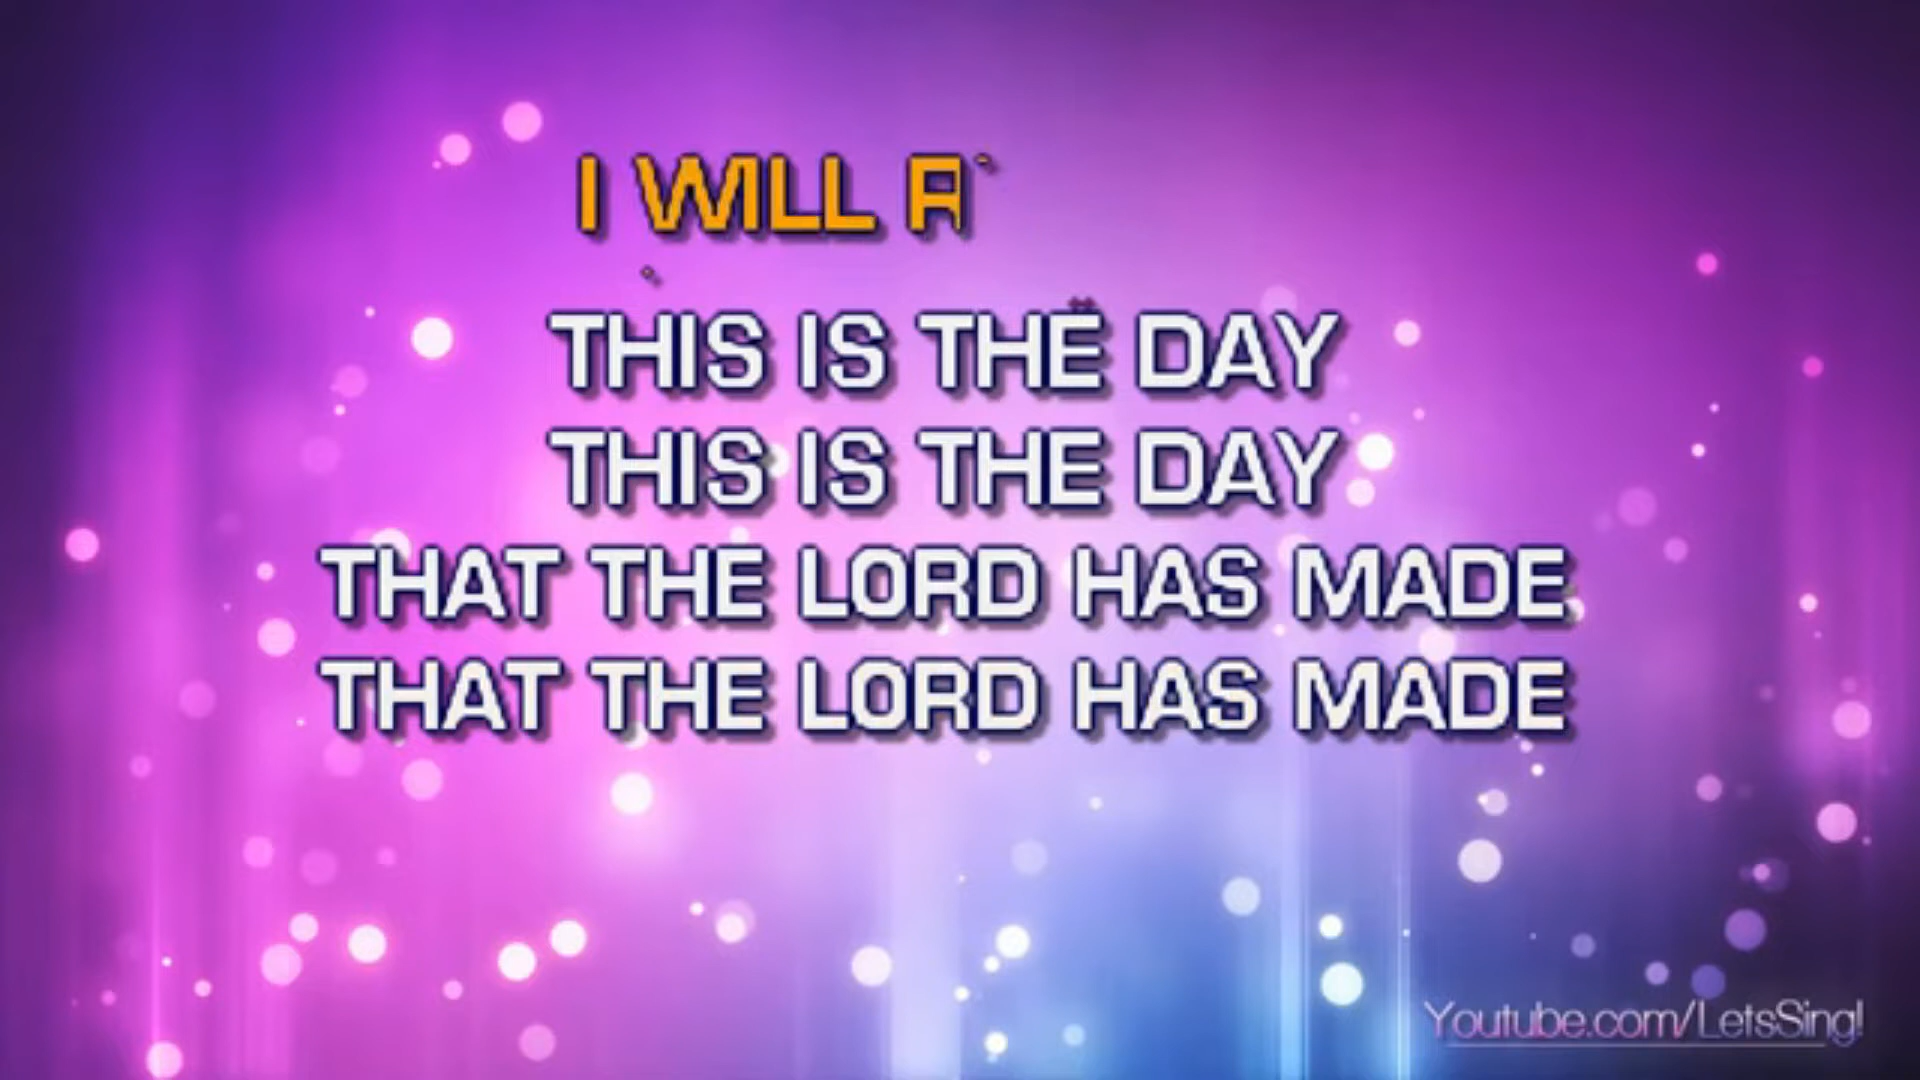 I WILL R
THIS IS THE DAY
THIS IS THE DAY
THAT THE LORD HAS MADE
THAT THE LORD HAS MADE
Youtube.com/LetsSing!